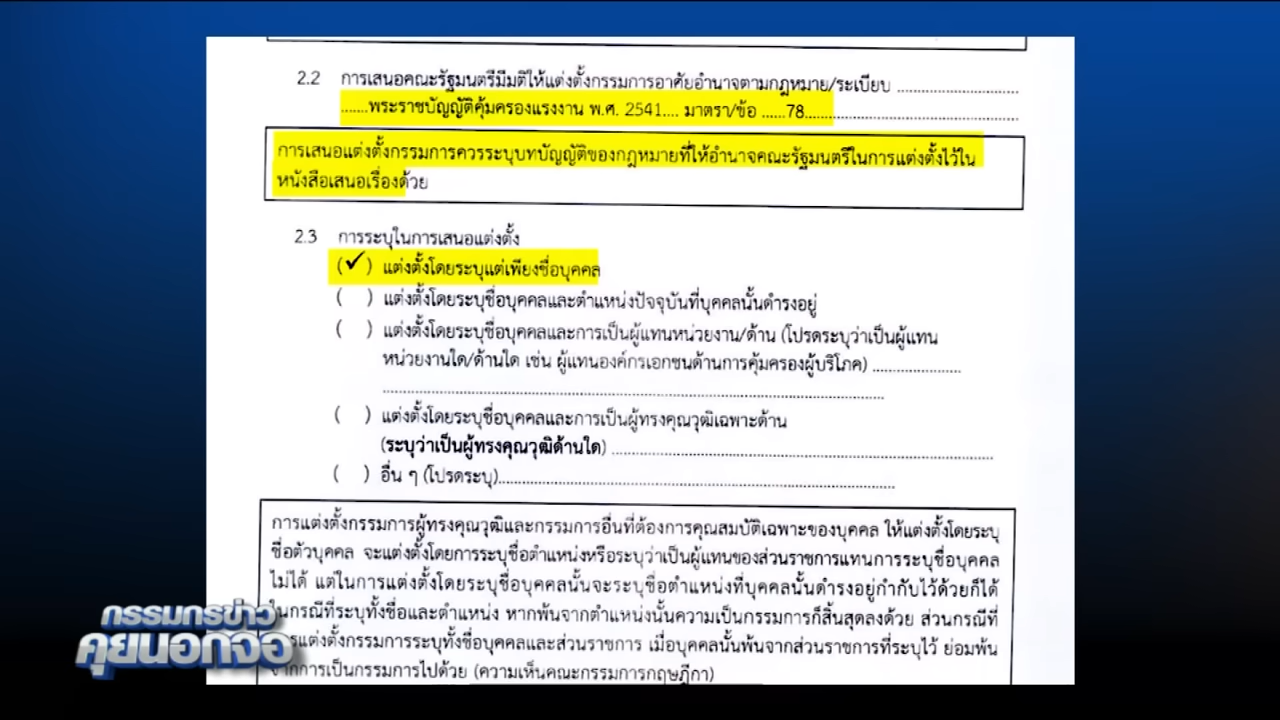 2.2 การเสนอคณะรัฐมนตรีมีมติให้แต่งตั้งกรรมการอาศัยอำนาจตามกฎหมาย/ระเบียบ ..............................
.......พระราชบัญญัติคุ้มครองแรงงาน พ.ศ. 2541.... มาตรา/ข้อ ......78......................................................
การเสนอแต่งตั้งกรรมการควรระบุบทบัญญัติของกฎหมายที่ให้อำนาจคณะรัฐมนตรีในการแต่งตั้งไว้ใน
หนังสือเสนอเรื่องด้วย
2.3 การระบุในการเสนอแต่งตั้ง
(✓) แต่งตั้งโดยระบุแต่เพียงชื่อบุคคล
( ) แต่งตั้งโดยระบุชื่อบุคคลและตำแหน่งปัจจุบันที่บุคคลนั้นดำรงอยู่
( ) แต่งตั้งโดยระบุชื่อบุคคลและการเป็นผู้แทนหน่วยงาน/ด้าน (โปรดระบุว่าเป็นผู้แทน
หน่วยงานใด/ด้านใด เช่น ผู้แทนองค์กรเอกชนด้านการคุ้มครองผู้บริโภค) ......................
................................................................................................................
( ) แต่งตั้งโดยระบุชื่อบุคคลและการเป็นผู้ทรงคุณวุฒิเฉพาะด้าน
(ระบุว่าเป็นผู้ทรงคุณวุฒิด้านใด) ......................................................................................
( ) อื่น ๆ (โปรดระบุ)..........................................................................................
การแต่งตั้งกรรมการผู้ทรงคุณวุฒิและกรรมการอื่นที่ต้องการคุณสมบัติเฉพาะของบุคคล ให้แต่งตั้งโดยระบุ
ชื่อตัวบุคคล จะแต่งตั้งโดยการระบุชื่อตำแหน่งหรือระบุว่าเป็นผู้แทนของส่วนราชการแทนการระบุชื่อบุคคล
ไม่ได้ แต่ในการแต่งตั้งโดยระบุชื่อบุคคลนั้นจะระบุชื่อตำแหน่งที่บุคคลนั้นดำรงอยู่กำกับไว้ด้วยก็ได้
ในกรณีที่ระบุทั้งชื่อและตำแหน่ง หากพ้นจากตำแหน่งนั้นความเป็นกรรมการก็สิ้นสุดลงด้วย ส่วนกรณีที่
การแต่งตั้งกรรมการระบุทั้งชื่อบุคคลและส่วนราชการ เมื่อบุคคลนั้นพ้นจากส่วนราชการที่ระบุไว้ ย่อมพ้น
จากการเป็นกรรมการไปด้วย (ความเห็นคณะกรรมการกฤษฎีกา)
กรรมกรข่าว
คุยนอกจอ